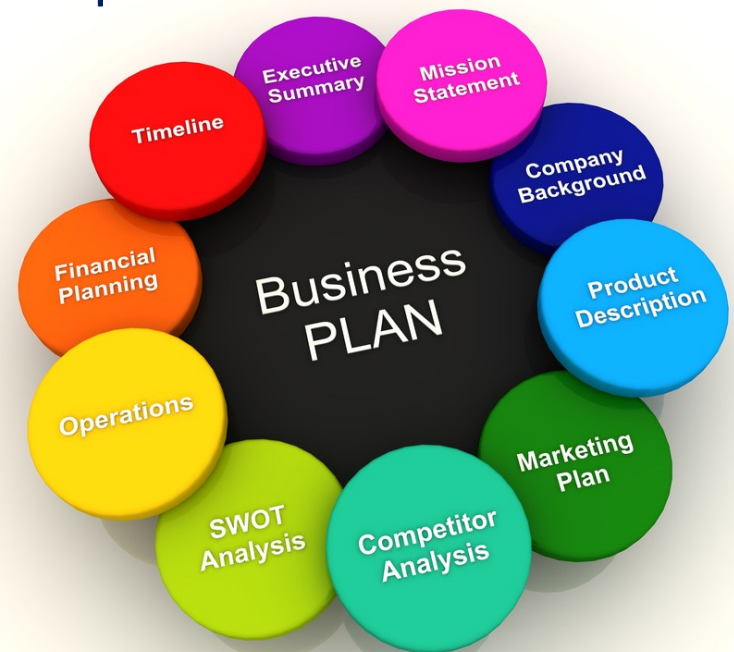 Business
PLAN
Executive
Summary
Mission
Statement
Company
Background
Product
Description
Marketing
Plan
Competitor
Analysis
SWOT
Analysis
Operations
Financial
Planning
Timeline